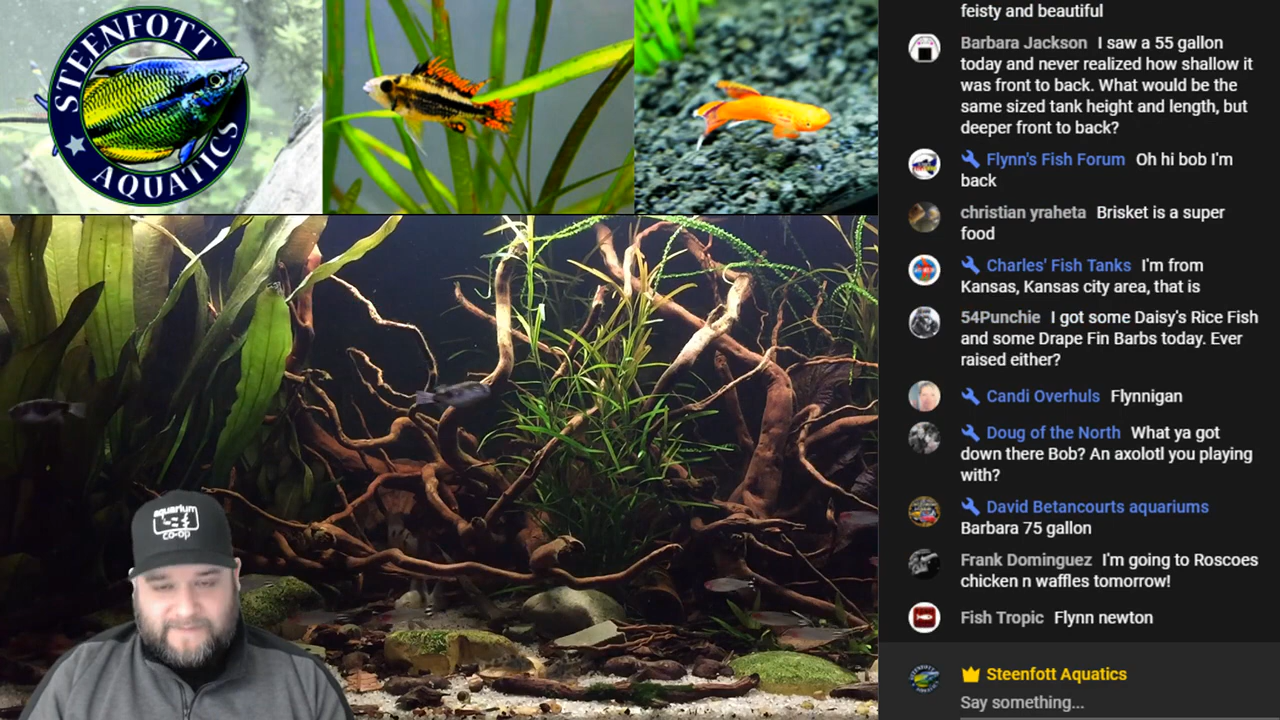 STEENFOTT
AQUATICS
aquarium
co-op
feisty and beautiful
Barbara Jackson I saw a 55 gallon
today and never realized how shallow it
was front to back. What would be the
same sized tank height and length, but
deeper front to back?
Flynn's Fish Forum Oh hi bob I'm
back
christian yraheta Brisket is a super
food
Charles' Fish Tanks I'm from
Kansas, Kansas city area, that is
54Punchie I got some Daisy's Rice Fish
and some Drape Fin Barbs today. Ever
raised either?
Candi Overhuls Flynnigan
Doug of the North What ya got
down there Bob? An axolotl you playing
with?
David Betancourts aquariums
Barbara 75 gallon
Frank Dominguez I'm going to Roscoes
chicken n waffles tomorrow!
Fish Tropic Flynn newton
Steenfott Aquatics
Say something...